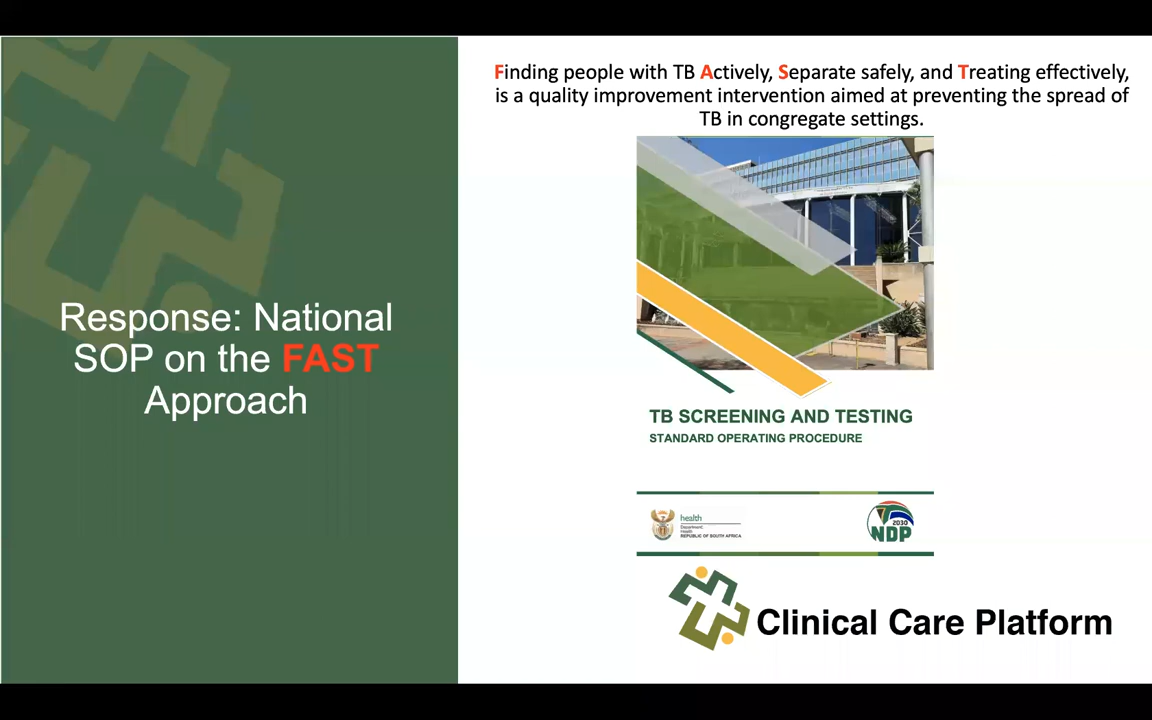 Response: National
SOP on the FAST
Approach
Finding people with TB Actively, Separate safely, and Treating effectively,
is a quality improvement intervention aimed at preventing the spread of
TB in congregate settings.
TB SCREENING AND TESTING
STANDARD OPERATING PROCEDURE
health
Department:
Health
REPUBLIC OF SOUTH AFRICA
2030
NDP
Clinical Care Platform